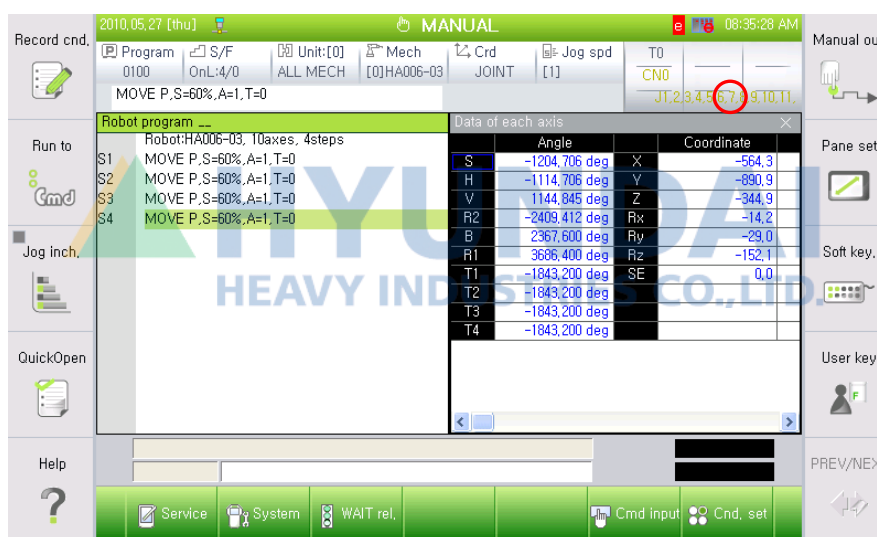 2010,05,27 [thu]
MANUAL
e
08:35:28 AM
Record cnd,
Manual ou
Program
S/F
Unit:[0]
Mech
Crd
Jog spd
T0
0100
OnL:4/0
ALL MECH
[0]HA006-03
JOINT
[1]
CN0
MOVE P,S=60%,A=1,T=0
J1,2,3,4,5,6,7,8,9,10,11,
Robot program __
Data of each axis
Run to
Cmd
Pane set
Robot:HA006-03, 10axes, 4steps
S1 MOVE P,S=60%,A=1,T=0
S2 MOVE P,S=60%,A=1,T=0
S3 MOVE P,S=60%,A=1,T=0
S4 MOVE P,S=60%,A=1,T=0
Angle Coordinate
S -1204,706 deg X -564,3
H -1114,706 deg Y -890,9
V 1144,845 deg Z -344,9
R2 -2409,412 deg Rx -14,2
B 2367,600 deg Ry -29,0
R1 3686,400 deg Rz -152,1
T1 -1843,200 deg SE 0,0
T2 -1843,200 deg
T3 -1843,200 deg
T4 -1843,200 deg
HYUNDAI
HEAVY INDUSTRIES CO.,LTD.
Jog inch,
Soft key,
QuickOpen
User key
F
Help
PREV/NEX
Service
System
WAIT rel,
Cmd input
Cnd, set